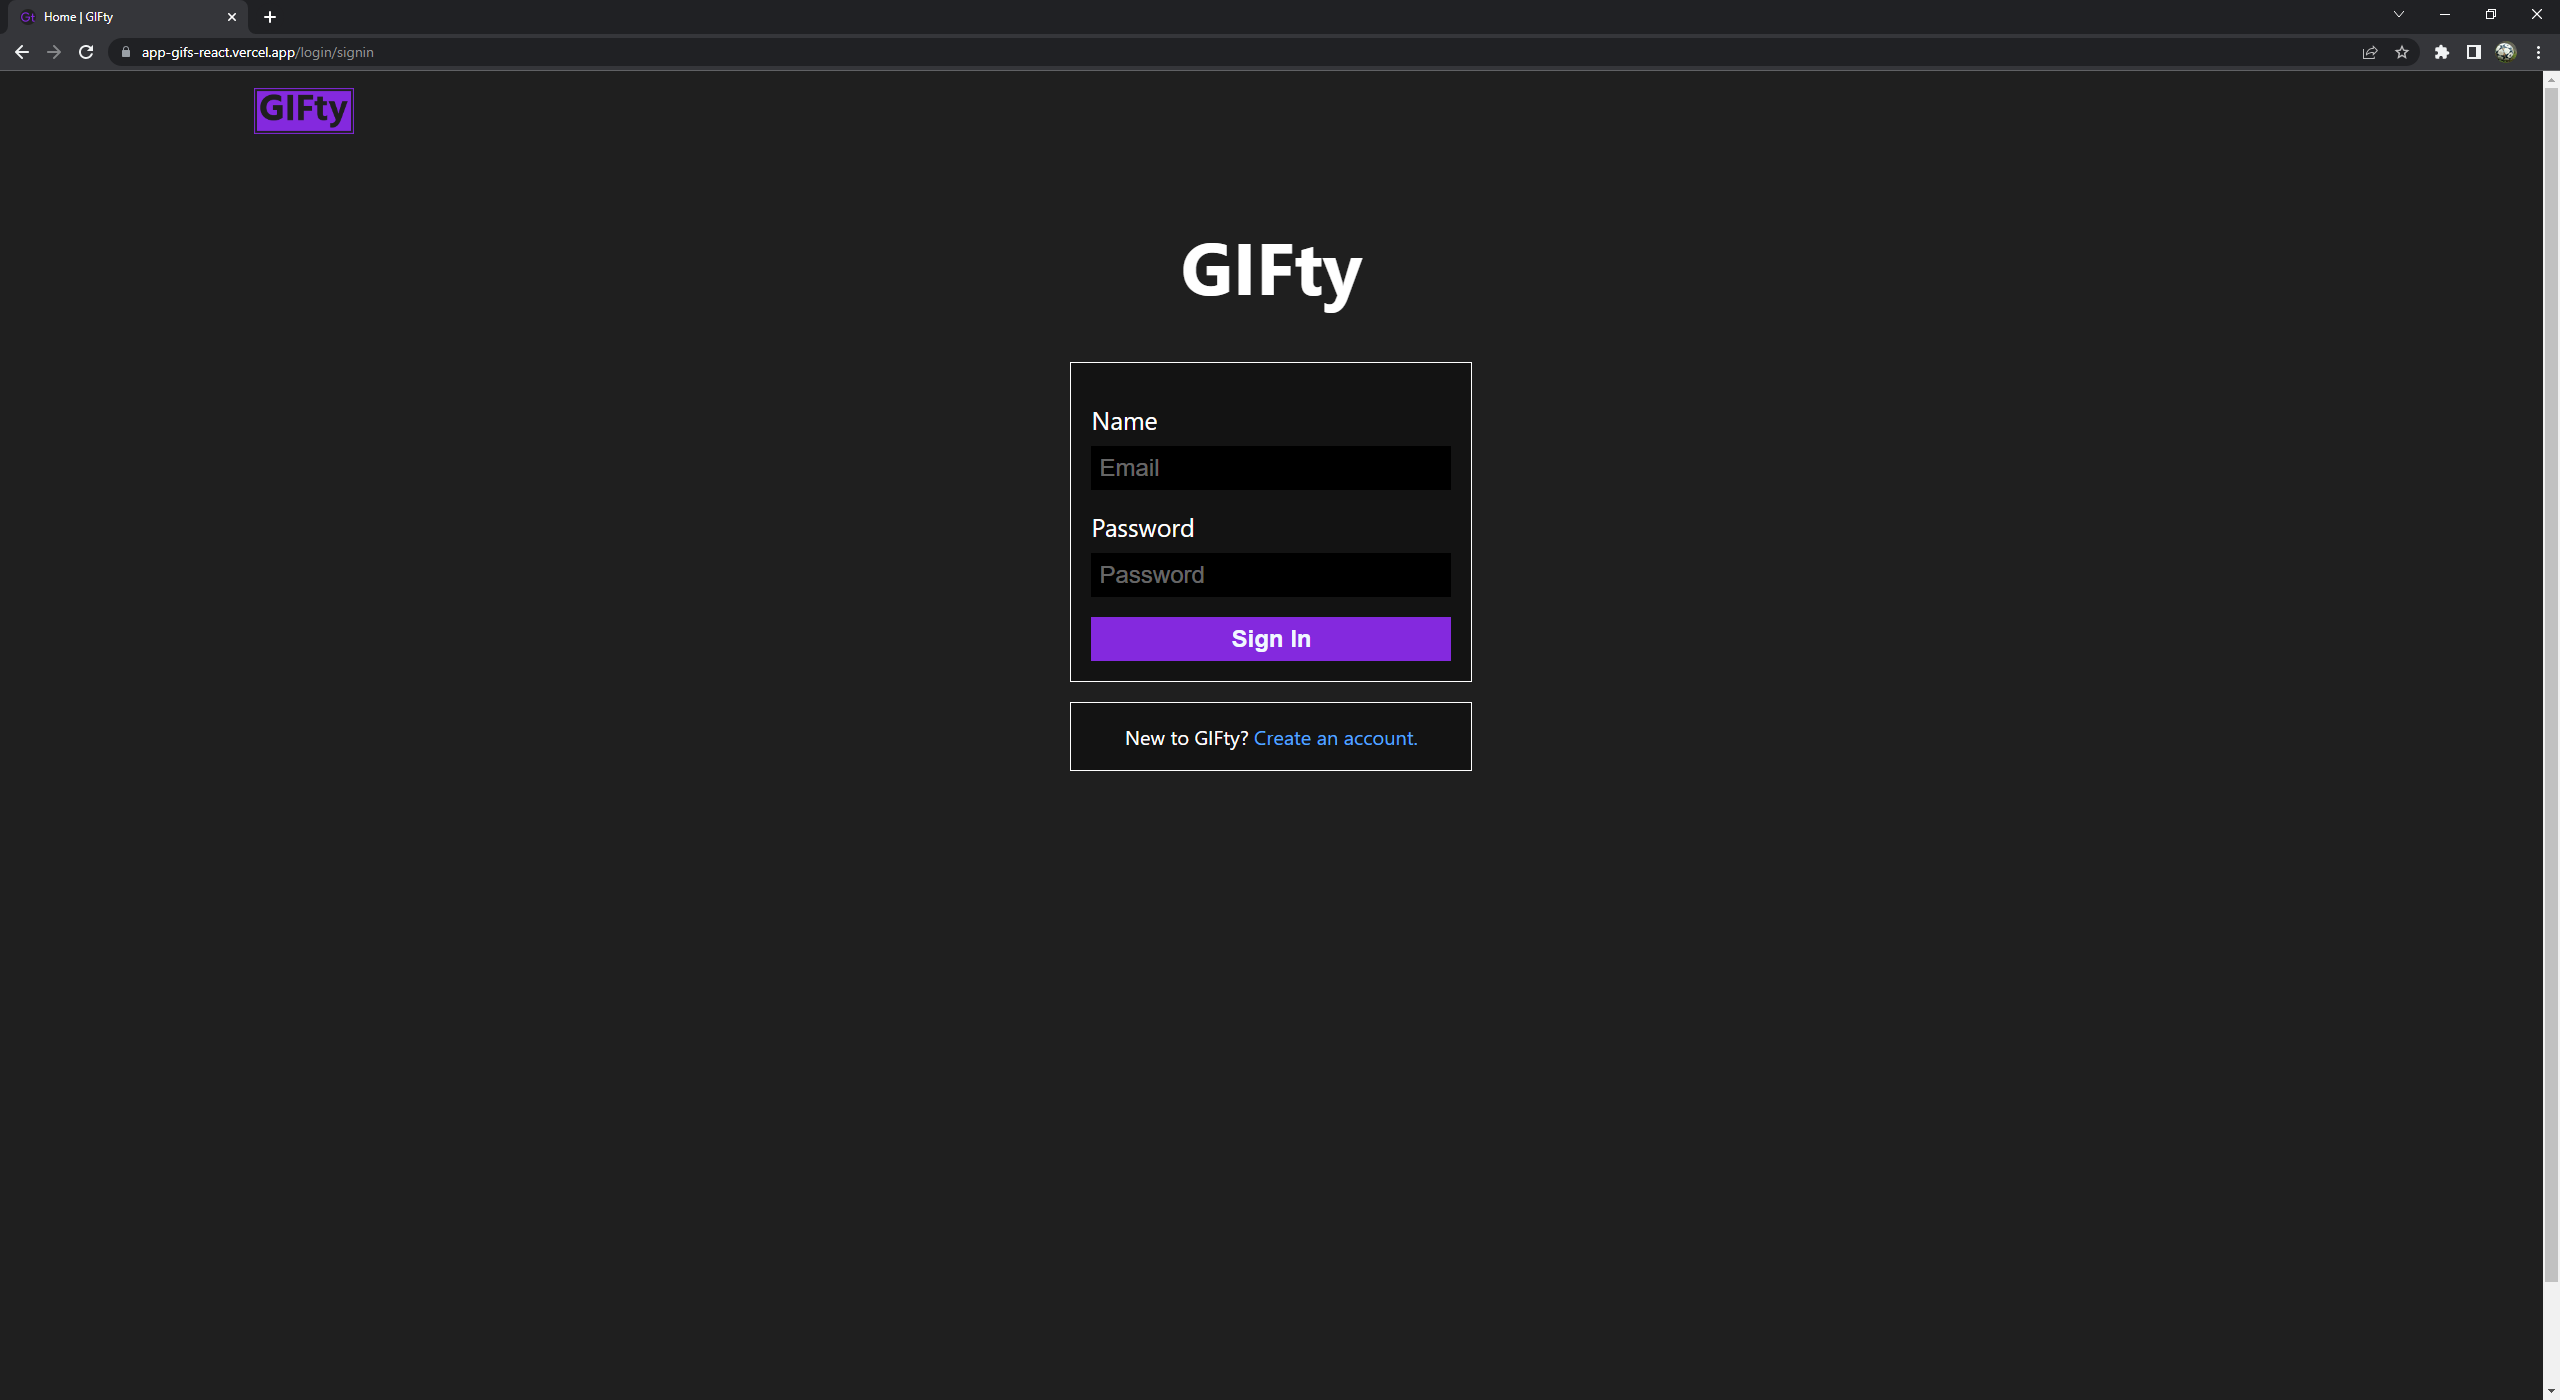 Gt Home | GIFty
app-gifs-react.vercel.app/login/signin
GIFty
GIFty
Name
Email
Password
Password
Sign In
New to GIFty? Create an account.